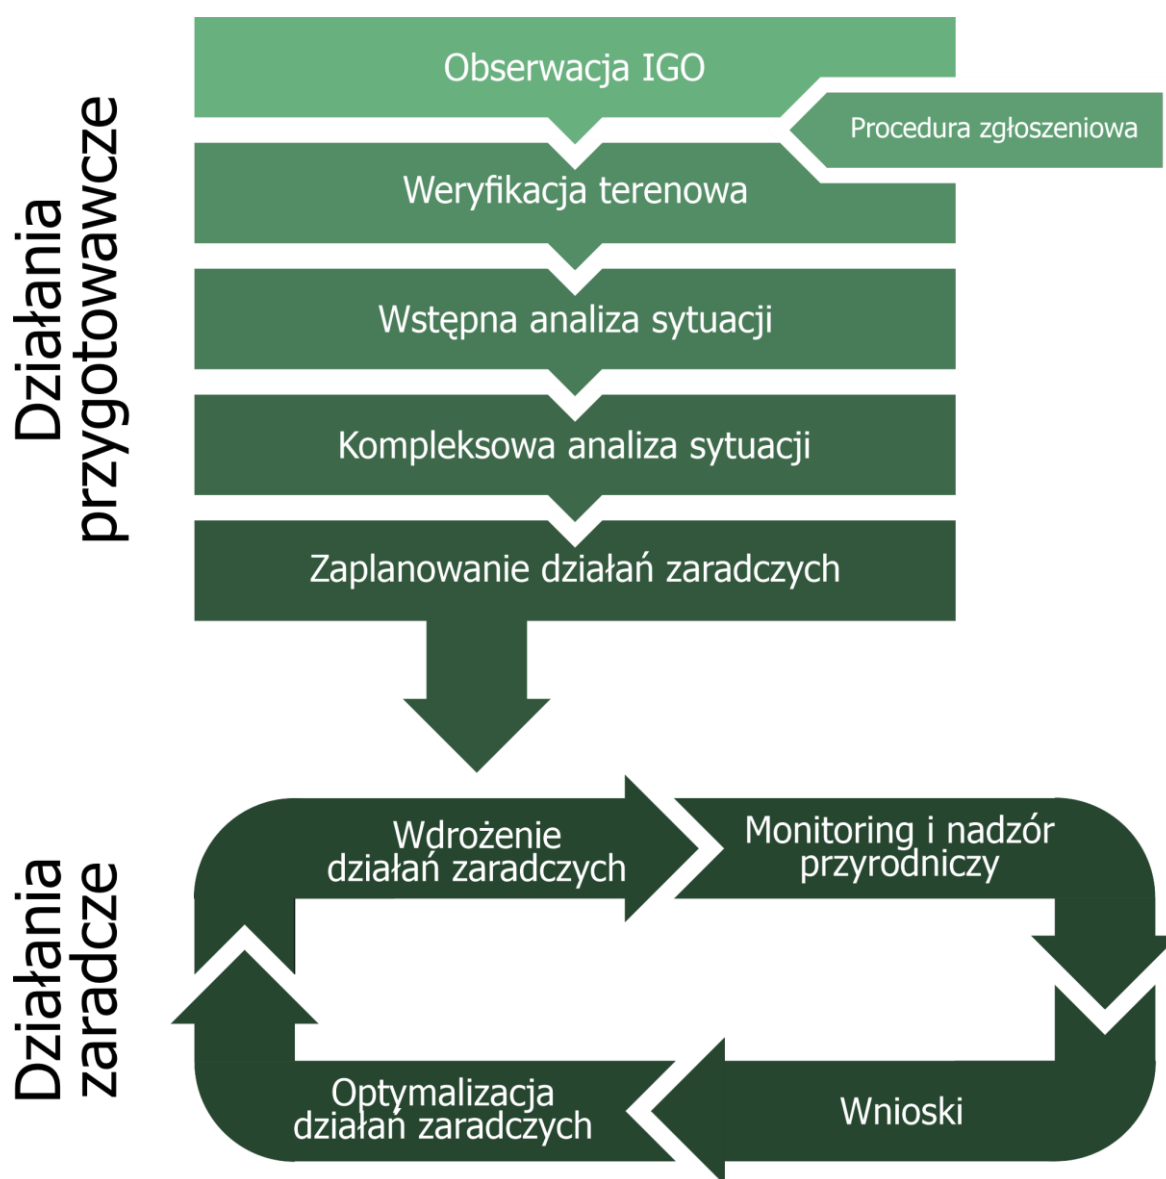 Działania
przygotowawcze
Obserwacja IGO
Procedura zgłoszeniowa
Weryfikacja terenowa
Wstępna analiza sytuacji
Kompleksowa analiza sytuacji
Zaplanowanie działań zaradczych
Działania
zaradcze
Wdrożenie
działań zaradczych
Monitoring i nadzór
przyrodniczy
Wnioski
Optymalizacja
działań zaradczych